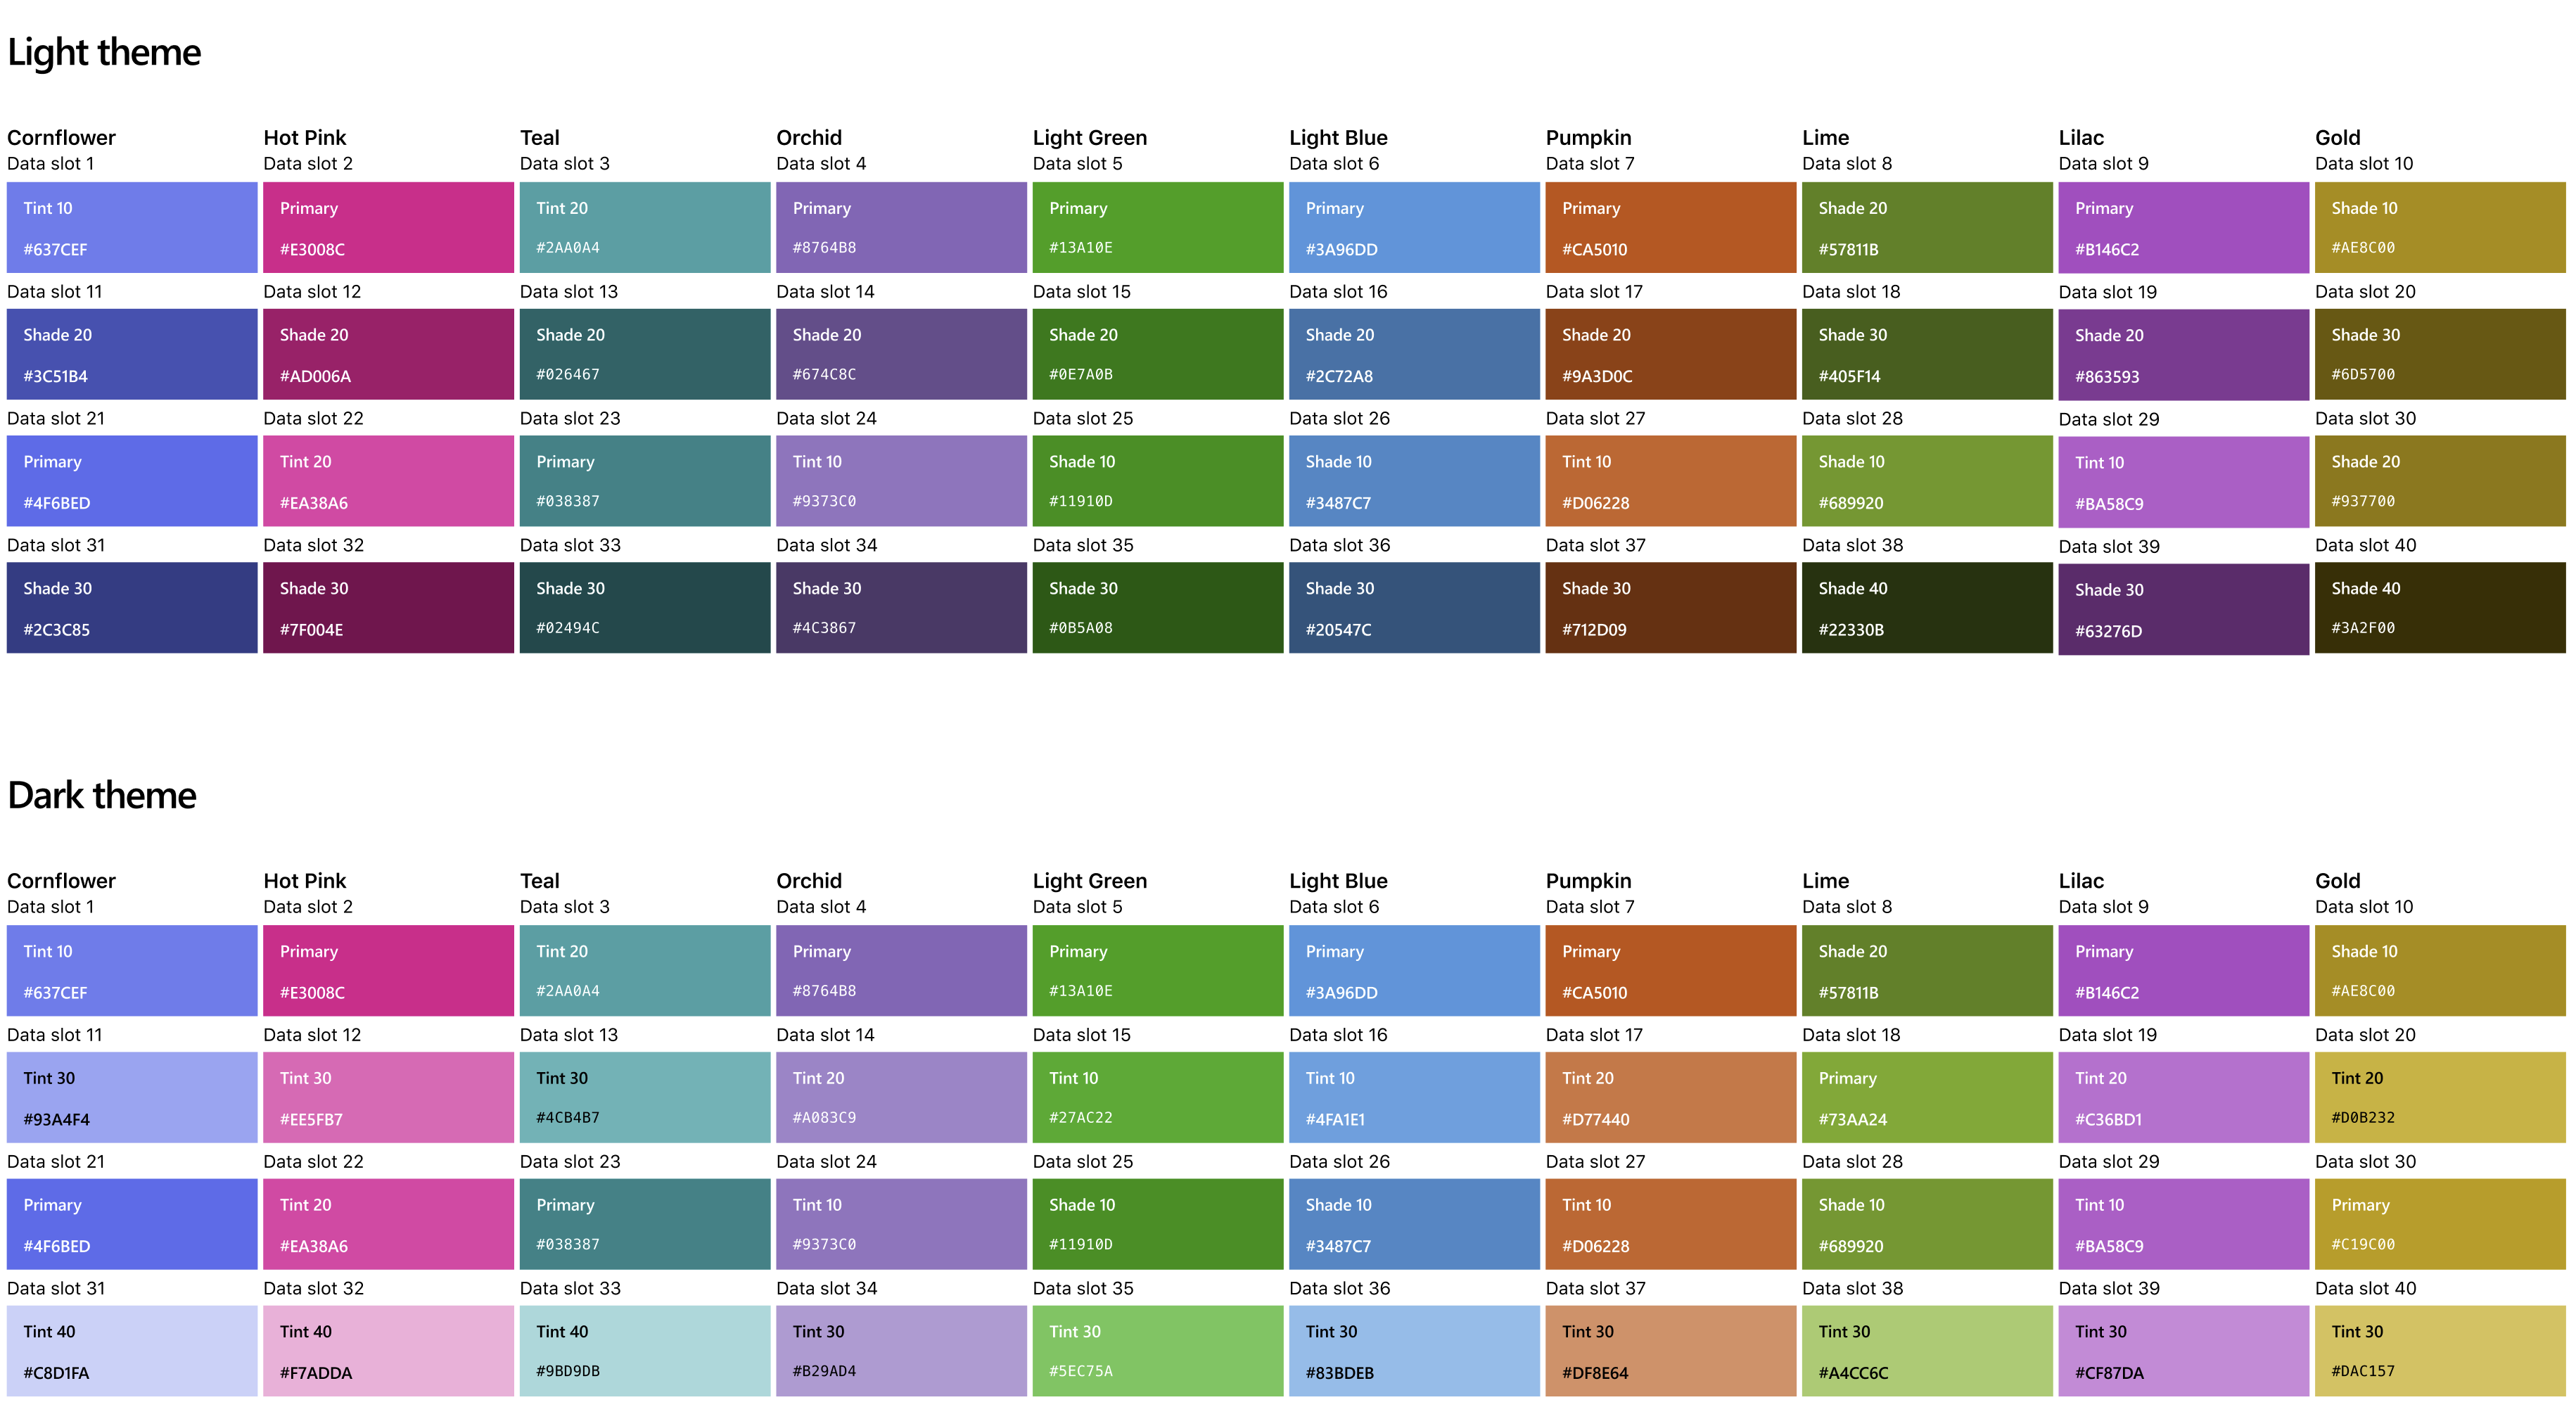 Light theme
Cornflower Hot Pink Teal Orchid Light Green Light Blue Pumpkin Lime Lilac Gold
Data slot 1 Data slot 2 Data slot 3 Data slot 4 Data slot 5 Data slot 6 Data slot 7 Data slot 8 Data slot 9 Data slot 10
Tint 10 Primary Tint 20 Primary Primary Primary Primary Shade 20 Primary Shade 10
#637CEF #E3008C #2AA0A4 #8764B8 #13A10E #3A96DD #CA5010 #57811B #B146C2 #AE8C00
Data slot 11 Data slot 12 Data slot 13 Data slot 14 Data slot 15 Data slot 16 Data slot 17 Data slot 18 Data slot 19 Data slot 20
Shade 20 Shade 20 Shade 20 Shade 20 Shade 20 Shade 20 Shade 20 Shade 30 Shade 20 Shade 30
#3C51B4 #AD006A #026467 #674C8C #0E7A0B #2C72A8 #9A3D0C #405F14 #863593 #6D5700
Data slot 21 Data slot 22 Data slot 23 Data slot 24 Data slot 25 Data slot 26 Data slot 27 Data slot 28 Data slot 29 Data slot 30
Primary Tint 20 Primary Tint 10 Shade 10 Shade 10 Tint 10 Shade 10 Tint 10 Shade 20
#4F6BED #EA38A6 #038387 #9373C0 #11910D #3487C7 #D06228 #689920 #BA58C9 #937700
Data slot 31 Data slot 32 Data slot 33 Data slot 34 Data slot 35 Data slot 36 Data slot 37 Data slot 38 Data slot 39 Data slot 40
Shade 30 Shade 30 Shade 30 Shade 30 Shade 30 Shade 30 Shade 30 Shade 40 Shade 30 Shade 40
#2C3C85 #7F004E #02494C #4C3867 #0B5A08 #20547C #712D09 #22330B #63276D #3A2F00
Dark theme
Cornflower Hot Pink Teal Orchid Light Green Light Blue Pumpkin Lime Lilac Gold
Data slot 1 Data slot 2 Data slot 3 Data slot 4 Data slot 5 Data slot 6 Data slot 7 Data slot 8 Data slot 9 Data slot 10
Tint 10 Primary Tint 20 Primary Primary Primary Primary Shade 20 Primary Shade 10
#637CEF #E3008C #2AA0A4 #8764B8 #13A10E #3A96DD #CA5010 #57811B #B146C2 #AE8C00
Data slot 11 Data slot 12 Data slot 13 Data slot 14 Data slot 15 Data slot 16 Data slot 17 Data slot 18 Data slot 19 Data slot 20
Tint 30 Tint 30 Tint 30 Tint 20 Tint 10 Tint 10 Tint 20 Primary Tint 20 Tint 20
#93A4F4 #EE5FB7 #4CB4B7 #A083C9 #27AC22 #4FA1E1 #D77440 #73AA24 #C36BD1 #D0B232
Data slot 21 Data slot 22 Data slot 23 Data slot 24 Data slot 25 Data slot 26 Data slot 27 Data slot 28 Data slot 29 Data slot 30
Primary Tint 20 Primary Tint 10 Shade 10 Shade 10 Tint 10 Shade 10 Tint 10 Primary
#4F6BED #EA38A6 #038387 #9373C0 #11910D #3487C7 #D06228 #689920 #BA58C9 #C19C00
Data slot 31 Data slot 32 Data slot 33 Data slot 34 Data slot 35 Data slot 36 Data slot 37 Data slot 38 Data slot 39 Data slot 40
Tint 40 Tint 40 Tint 40 Tint 30 Tint 30 Tint 30 Tint 30 Tint 30 Tint 30 Tint 30
#C8D1FA #F7ADDA #9BD9DB #B29AD4 #5EC75A #83BDEB #DF8E64 #A4CC6C #CF87DA #DAC157